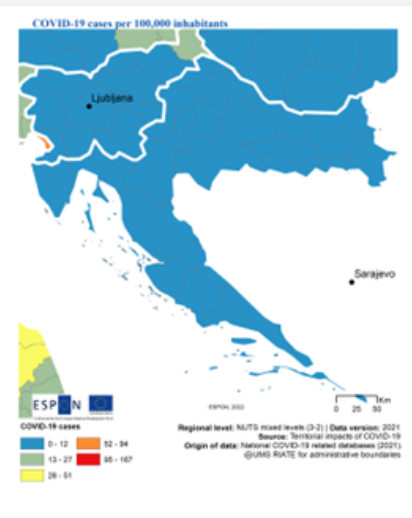 COVID-19 cases per 100,000 inhabitants
Ljubljana
Sarajevo
ESPON
ESPON, 2022
Km
0 25 50
COVID-19 cases
0 - 12
52 - 94
13 - 27
95 - 167
28 - 51
Regional level: NUTS mixed levels (3-2) | Data version: 2021
Source: Territorial impacts of COVID-19
Origin of data: National COVID-19 related databases (2021)
@UMS RIATE for administrative boundaries